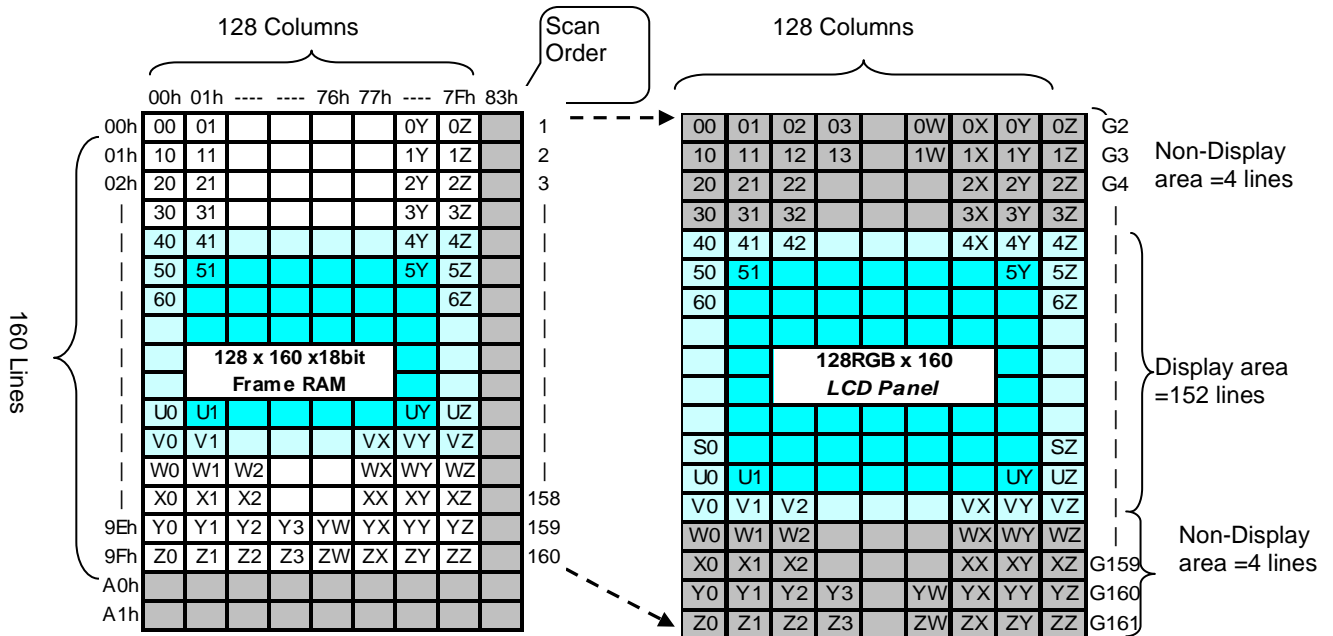 128 Columns
Scan
Order
128 Columns
00h 01h ---- ---- 76h 77h ---- 7Fh 83h
00h 00 01 0Y 0Z 1
01h 10 11 1Y 1Z 2
02h 20 21 2Y 2Z 3
| 30 31 3Y 3Z |
| 40 41 4Y 4Z |
| 50 51 5Y 5Z |
| 60 6Z |
160 Lines
128 x 160 x18bit
Frame RAM
| U0 U1 UY UZ |
| V0 V1 VX VY VZ |
| W0 W1 W2 WX WY WZ |
| X0 X1 X2 XX XY XZ 158
9Eh Y0 Y1 Y2 Y3 YW YX YY YZ 159
9Fh Z0 Z1 Z2 Z3 ZW ZX ZY ZZ 160
A0h
A1h
00 01 02 03 0W 0X 0Y 0Z G2
10 11 12 13 1W 1X 1Y 1Z G3
20 21 22 2X 2Y 2Z G4
30 31 32 3X 3Y 3Z |
40 41 42 4X 4Y 4Z |
50 51 5Y 5Z |
60 6Z |
128RGB x 160
LCD Panel
S0 SZ |
U0 U1 UY UZ |
V0 V1 V2 VX VY VZ |
W0 W1 W2 WX WY WZ |
X0 X1 X2 XX XY XZ G159
Y0 Y1 Y2 Y3 YW YX YY YZ G160
Z0 Z1 Z2 Z3 ZW ZX ZY ZZ G161
Non-Display
area =4 lines
Display area
=152 lines
Non-Display
area =4 lines